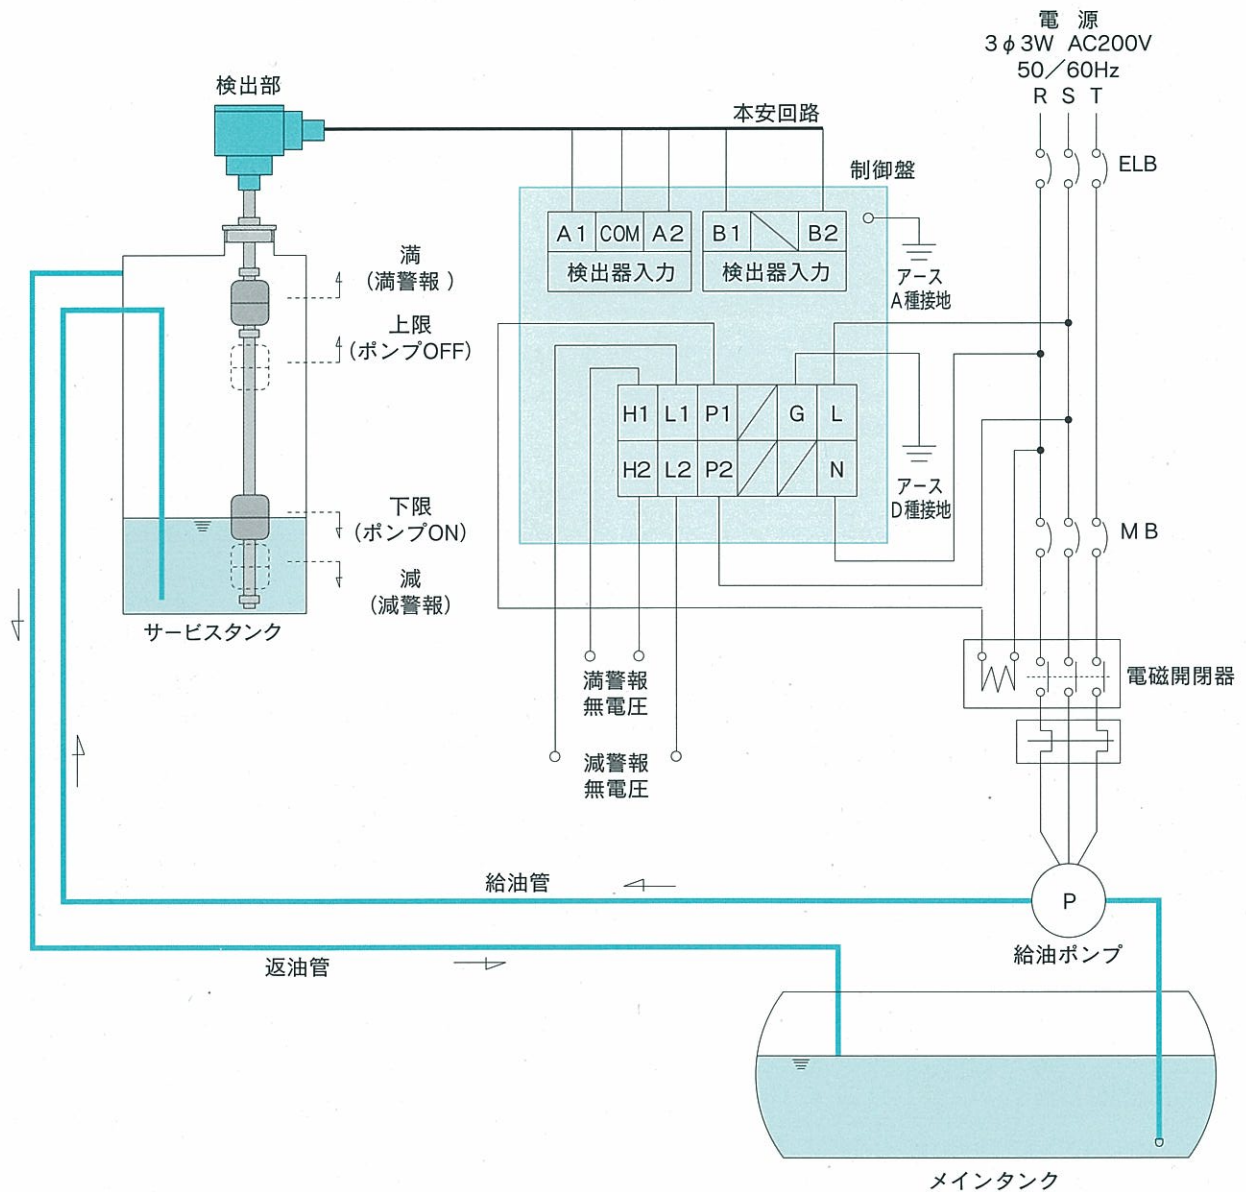 電 源
3φ3W AC200V
50／60Hz
R S T
ELB
検出部
本安回路
制御盤
A1 COM A2
検出器入力
B1 B2
検出器入力
アース
A種接地
満
(満警報)
上限
(ポンプOFF)
下限
(ポンプON)
減
(減警報)
サービスタンク
H1 L1 P1 G L
H2 L2 P2 N
アース
D種接地
MB
満警報
無電圧
減警報
無電圧
電磁開閉器
給油管
P
給油ポンプ
返油管
メインタンク